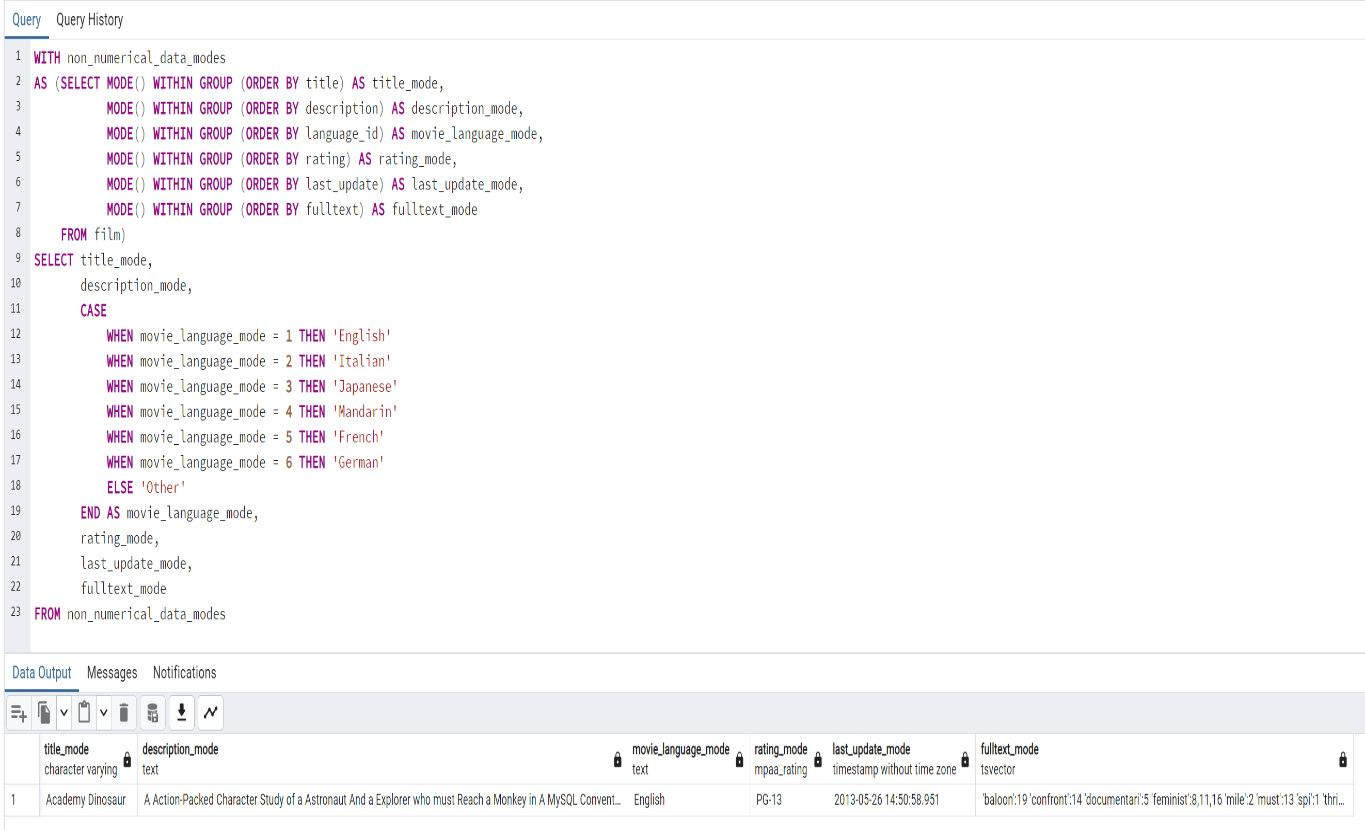 Query Query History
1 WITH non_numerical_data_modes
2 AS (SELECT MODE() WITHIN GROUP (ORDER BY title) AS title_mode,
3 MODE() WITHIN GROUP (ORDER BY description) AS description_mode,
4 MODE() WITHIN GROUP (ORDER BY language_id) AS movie_language_mode,
5 MODE() WITHIN GROUP (ORDER BY rating) AS rating_mode,
6 MODE() WITHIN GROUP (ORDER BY last_update) AS last_update_mode,
7 MODE() WITHIN GROUP (ORDER BY fulltext) AS fulltext_mode
8 FROM film)
9 SELECT title_mode,
10 description_mode,
11 CASE
12 WHEN movie_language_mode = 1 THEN 'English'
13 WHEN movie_language_mode = 2 THEN 'Italian'
14 WHEN movie_language_mode = 3 THEN 'Japanese'
15 WHEN movie_language_mode = 4 THEN 'Mandarin'
16 WHEN movie_language_mode = 5 THEN 'French'
17 WHEN movie_language_mode = 6 THEN 'German'
18 ELSE 'Other'
19 END AS movie_language_mode,
20 rating_mode,
21 last_update_mode,
22 fulltext_mode
23 FROM non_numerical_data_modes
Data Output Messages Notifications
title_mode description_mode movie_language_mode rating_mode last_update_mode fulltext_mode
character varying text text mpaa_rating timestamp without time zone tsvector
1 Academy Dinosaur A Action-Packed Character Study of a Astronaut And a Explorer who must Reach a Monkey in A MySQL Convent... English PG-13 2013-05-26 14:50:58.951 'baloon':19 'confront':14 'documentari':5 'feminist':8,11,16 'mile':2 'must':13 'spi':1 'thri...